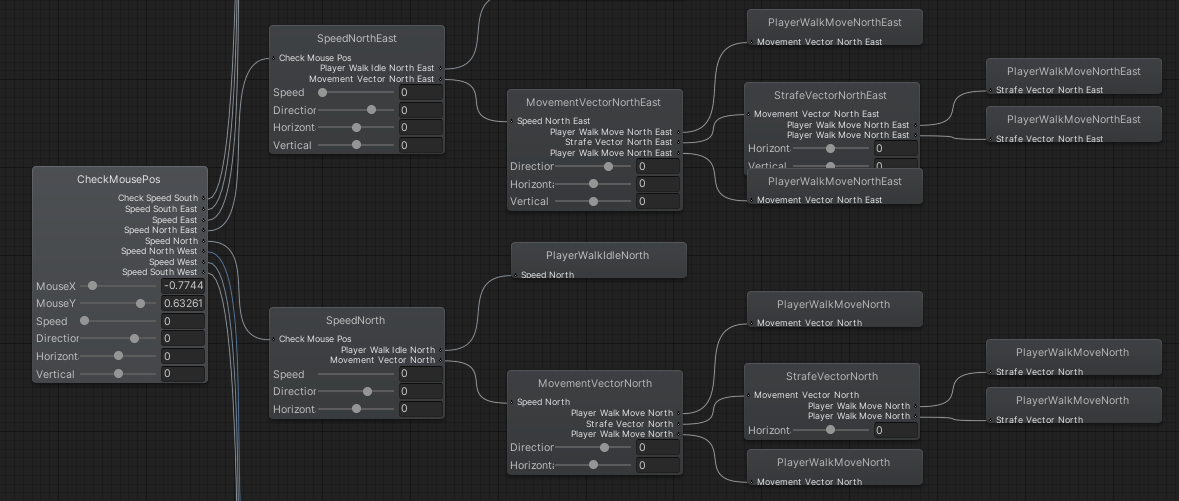 SpeedNorthEast
Check Mouse Pos
Player Walk Idle North East
Movement Vector North East
Speed 0
Direction 0
Horizont 0
Vertical 0
PlayerWalkMoveNorthEast
Movement Vector North East
MovementVectorNorthEast
Speed North East
Player Walk Move North East
Strafe Vector North East
Player Walk Move North East
Direction 0
Horizont 0
Vertical 0
StrafeVectorNorthEast
Movement Vector North East
Player Walk Move North East
Player Walk Move North East
Horizont 0
Vertical 0
PlayerWalkMoveNorthEast
Strafe Vector North East
PlayerWalkMoveNorthEast
Strafe Vector North East
PlayerWalkMoveNorthEast
Movement Vector North East
CheckMousePos
Check Speed South
Speed South East
Speed East
Speed North East
Speed North
Speed North West
Speed West
Speed South West
MouseX -0.7744
MouseY 0.63261
Speed 0
Direction 0
Horizont 0
Vertical 0
PlayerWalkIdleNorth
Speed North
SpeedNorth
Check Mouse Pos
Player Walk Idle North
Movement Vector North
Speed 0
Direction 0
Horizont 0
PlayerWalkMoveNorth
Movement Vector North
MovementVectorNorth
Speed North
Player Walk Move North
Strafe Vector North
Player Walk Move North
Direction 0
Horizont 0
StrafeVectorNorth
Movement Vector North
Player Walk Move North
Player Walk Move North
Horizont 0
PlayerWalkMoveNorth
Strafe Vector North
PlayerWalkMoveNorth
Strafe Vector North
PlayerWalkMoveNorth
Movement Vector North